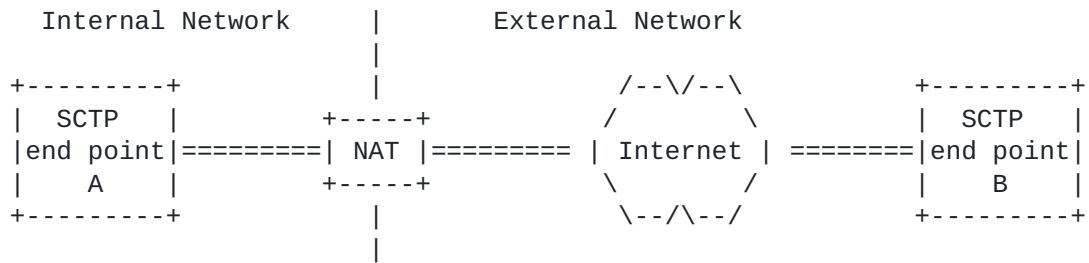 Internal Network | External Network
|
+---------+ | /--\/--\ +---------+
| SCTP | +-----+ / \ | SCTP |
|end point|=========| NAT |========= | Internet | ========|end point|
| A | +-----+ \ / | B |
+---------+ | \--/\--/ +---------+
|